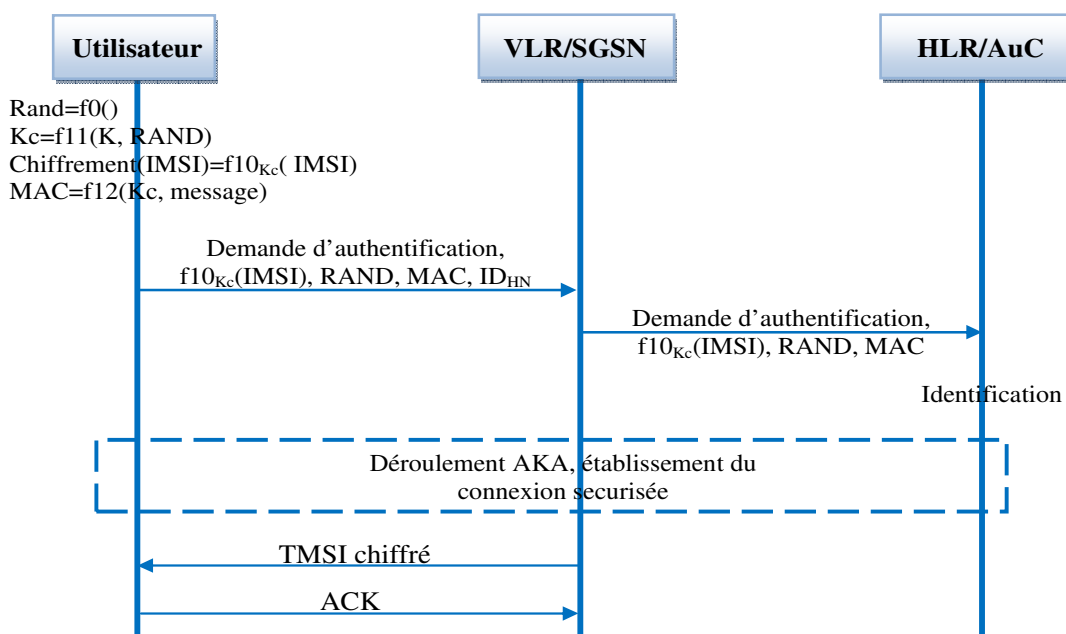 Utilisateur
VLR/SGSN
HLR/AuC
Rand=f0()
Kc=f11(K, RAND)
Chiffrement(IMSI)=f10Kc( IMSI)
MAC=f12(Kc, message)
Demande d’authentification,
f10Kc(IMSI), RAND, MAC, IDHN
Demande d’authentification,
f10Kc(IMSI), RAND, MAC
Identification
Déroulement AKA, établissement du
connexion securisée
TMSI chiffré
ACK